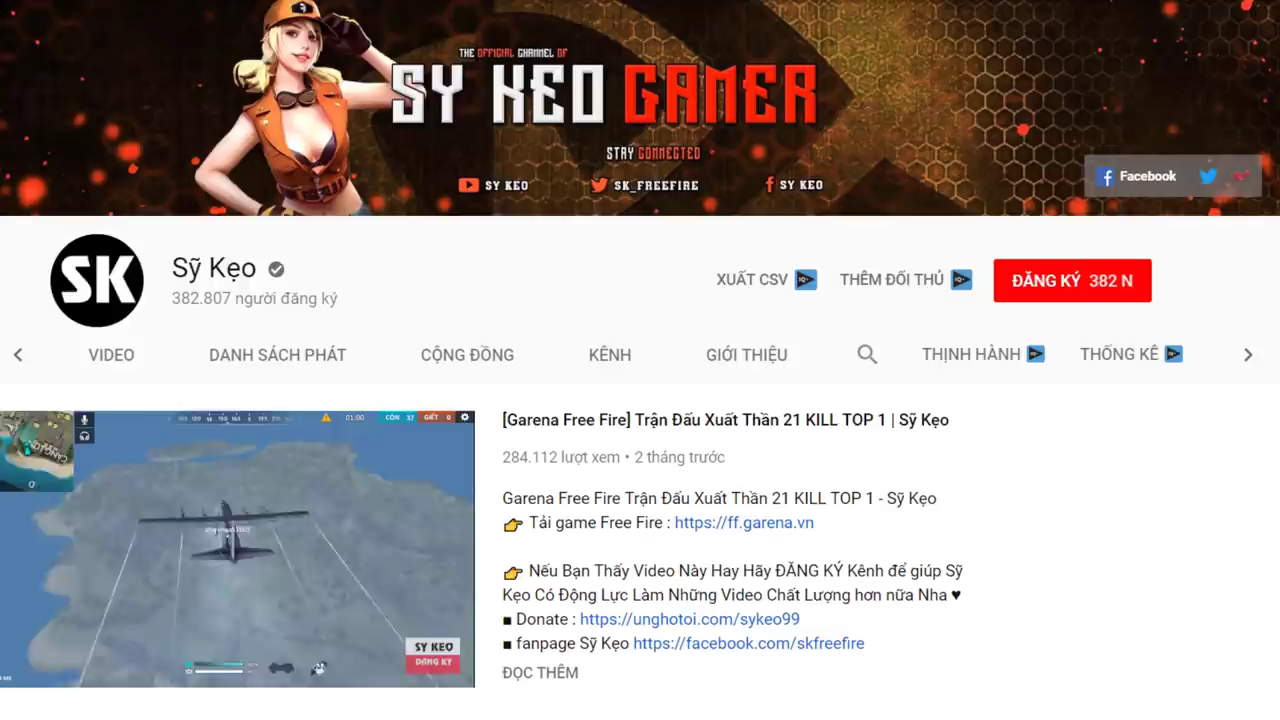 THE OFFICIAL CHANNEL OF
SY KEO GAMER
STAY CONNECTED
SY KEO
SK_FREEFIRE
SY KEO
Facebook
SK
Sỹ Kẹo
382.807 người đăng ký
XUẤT CSV
THÊM ĐỐI THỦ
ĐĂNG KÝ 382 N
VIDEO
DANH SÁCH PHÁT
CỘNG ĐỒNG
KÊNH
GIỚI THIỆU
THỊNH HÀNH
THỐNG KÊ
01:00
CÒN 37
GIẾT 0
SY KEO
ĐĂNG KÝ
[Garena Free Fire] Trận Đấu Xuất Thần 21 KILL TOP 1 | Sỹ Kẹo
284.112 lượt xem • 2 tháng trước
Garena Free Fire Trận Đấu Xuất Thần 21 KILL TOP 1 - Sỹ Kẹo
👉 Tải game Free Fire : https://ff.garena.vn
👉 Nếu Bạn Thấy Video Này Hay Hãy ĐĂNG KÝ Kênh để giúp Sỹ
Kẹo Có Động Lực Làm Những Video Chất Lượng hơn nữa Nha ♥
■ Donate : https://unghotoi.com/sykeo99
■ fanpage Sỹ Kẹo https://facebook.com/skfreefire
ĐỌC THÊM